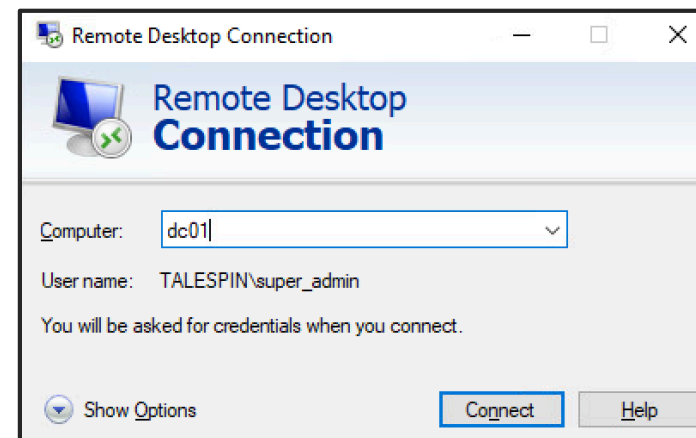 Remote Desktop Connection
Remote Desktop
Connection
Computer: dc01
User name: TALESPIN\super_admin
You will be asked for credentials when you connect.
Show Options Connect Help